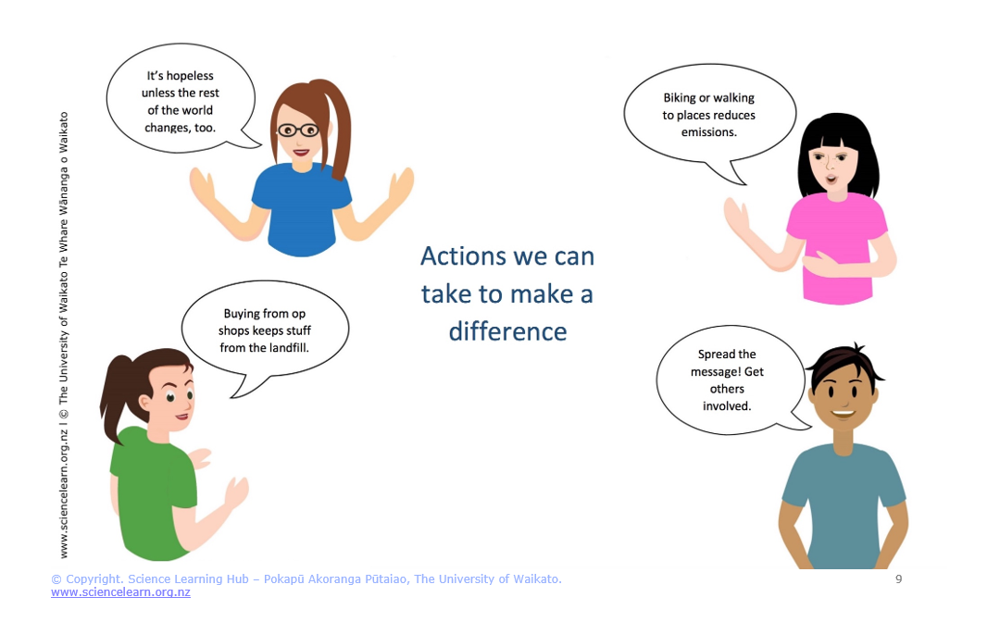 It's hopeless
unless the rest
of the world
changes, too.
Biking or walking
to places reduces
emissions.
Actions we can
take to make a
difference
Buying from op
shops keeps stuff
from the landfill.
Spread the
message! Get
others
involved.
www.sciencelearn.org.nz | © The University of Waikato Te Whare Wānanga o Waikato
© Copyright. Science Learning Hub – Pokapū Akoranga Pūtaiao, The University of Waikato.
www.sciencelearn.org.nz
9